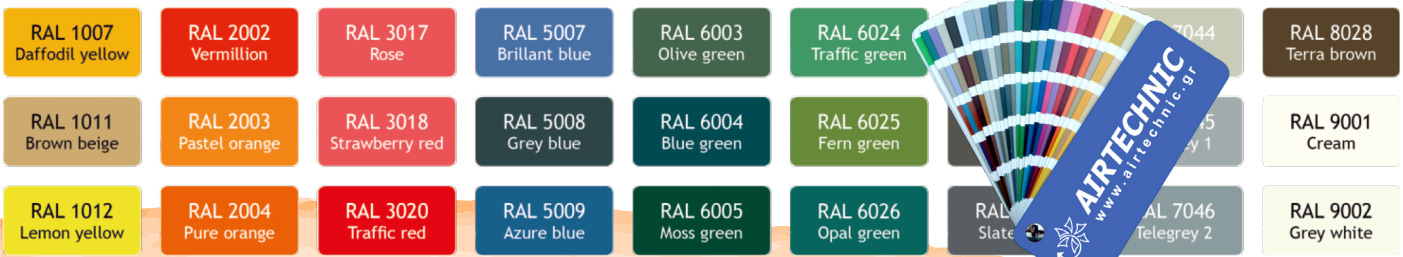 RAL 1007
Daffodil yellow
RAL 2002
Vermillion
RAL 3017
Rose
RAL 5007
Brillant blue
RAL 6003
Olive green
RAL 6024
Traffic green
7044
RAL 8028
Terra brown
RAL 1011
Brown beige
RAL 2003
Pastel orange
RAL 3018
Strawberry red
RAL 5008
Grey blue
RAL 6004
Blue green
RAL 6025
Fern green
RAL 9001
Cream
RAL 1012
Lemon yellow
RAL 2004
Pure orange
RAL 3020
Traffic red
RAL 5009
Azure blue
RAL 6005
Moss green
RAL 6026
Opal green
RAL
Slate
7046
Telegrey 2
RAL 9002
Grey white
AIRTECHNIC
www.airtechnic.gr